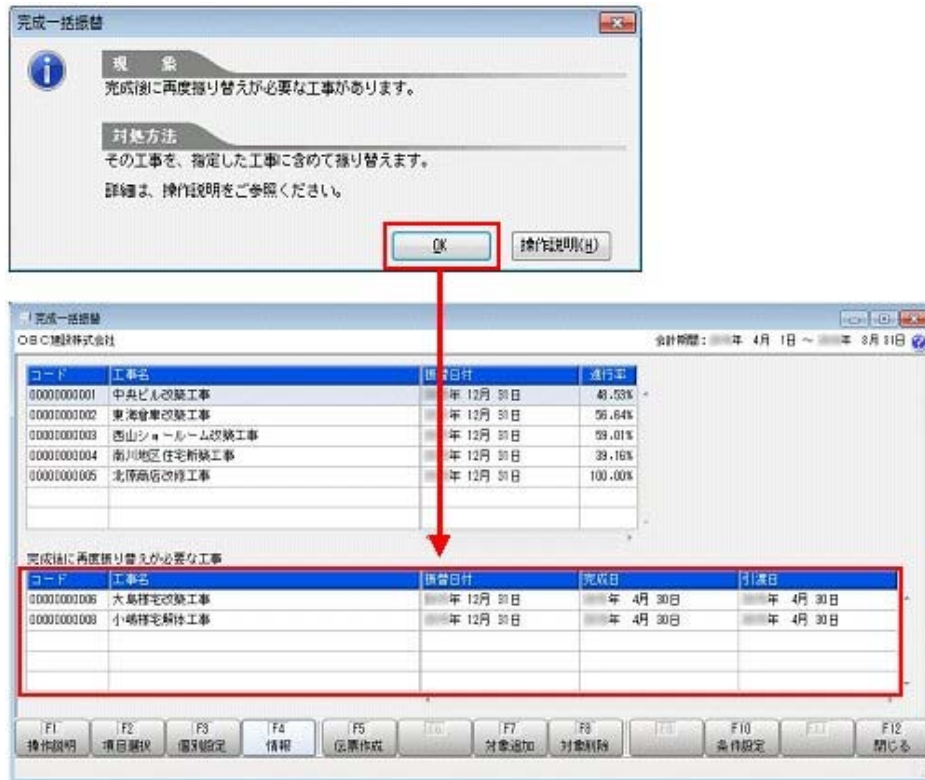 完成一括振替
現　象
完成後に再度振り替えが必要な工事があります。
対処方法
その工事を、指定した工事に含めて振り替えます。
詳細は、操作説明をご参照ください。
OK 操作説明(H)
完成一括振替
OBC建設株式会社 会計期間: 年 4月 1日 ～ 年 3月 31日
コード 工事名 振替日付 進行率
00000000001 中央ビル改築工事 年 12月 31日 48.53%
00000000002 東海倉庫改築工事 年 12月 31日 56.64%
00000000003 西山ショールーム改築工事 年 12月 31日 59.01%
00000000004 南川地区住宅新築工事 年 12月 31日 39.16%
00000000005 北原商店改修工事 年 12月 31日 100.00%
完成後に再度振り替えが必要な工事
コード 工事名 振替日付 完成日 引渡日
00000000006 大島様宅改築工事 年 12月 31日 年 4月 30日 年 4月 30日
00000000008 小嶋様宅解体工事 年 12月 31日 年 4月 30日 年 4月 30日
F1 F2 F3 F4 F5 F6 F7 F8 F9 F10 F11 F12
操作説明 項目選択 個別設定 情報 伝票作成 対象追加 対象削除 条件設定 閉じる